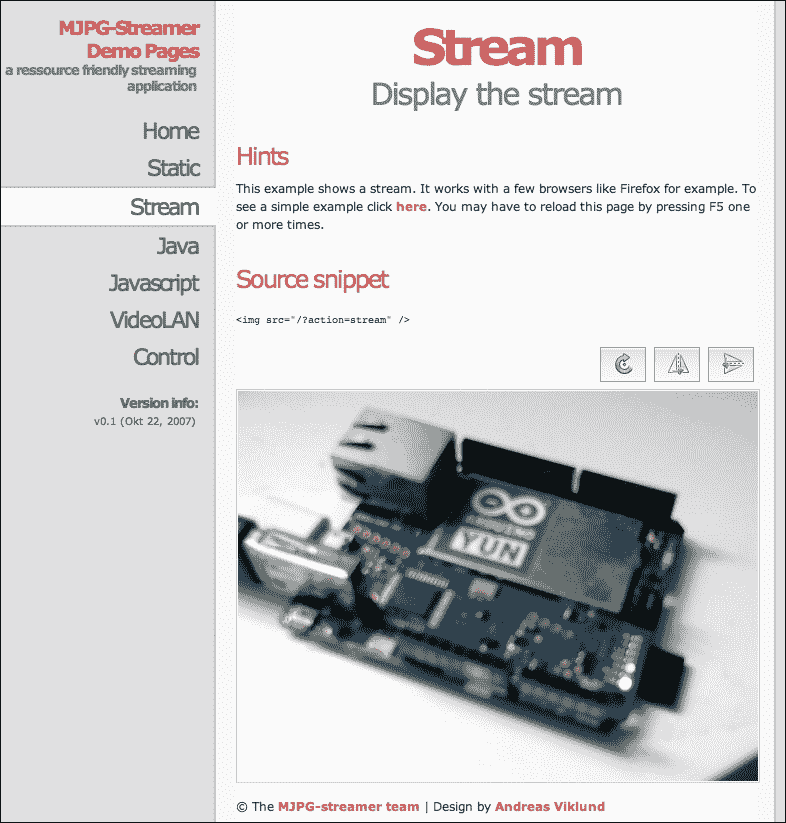 MJPG-Streamer
Demo Pages
a ressource friendly streaming
application
Home
Static
Stream
Java
Javascript
VideoLAN
Control
Version info:
v0.1 (Okt 22, 2007)
Stream
Display the stream
Hints
This example shows a stream. It works with a few browsers like Firefox for example. To
see a simple example click here. You may have to reload this page by pressing F5 one
or more times.
Source snippet
<img src="/?action=stream" />
ARDUINO
YUN
© The MJPG-streamer team | Design by Andreas Viklund